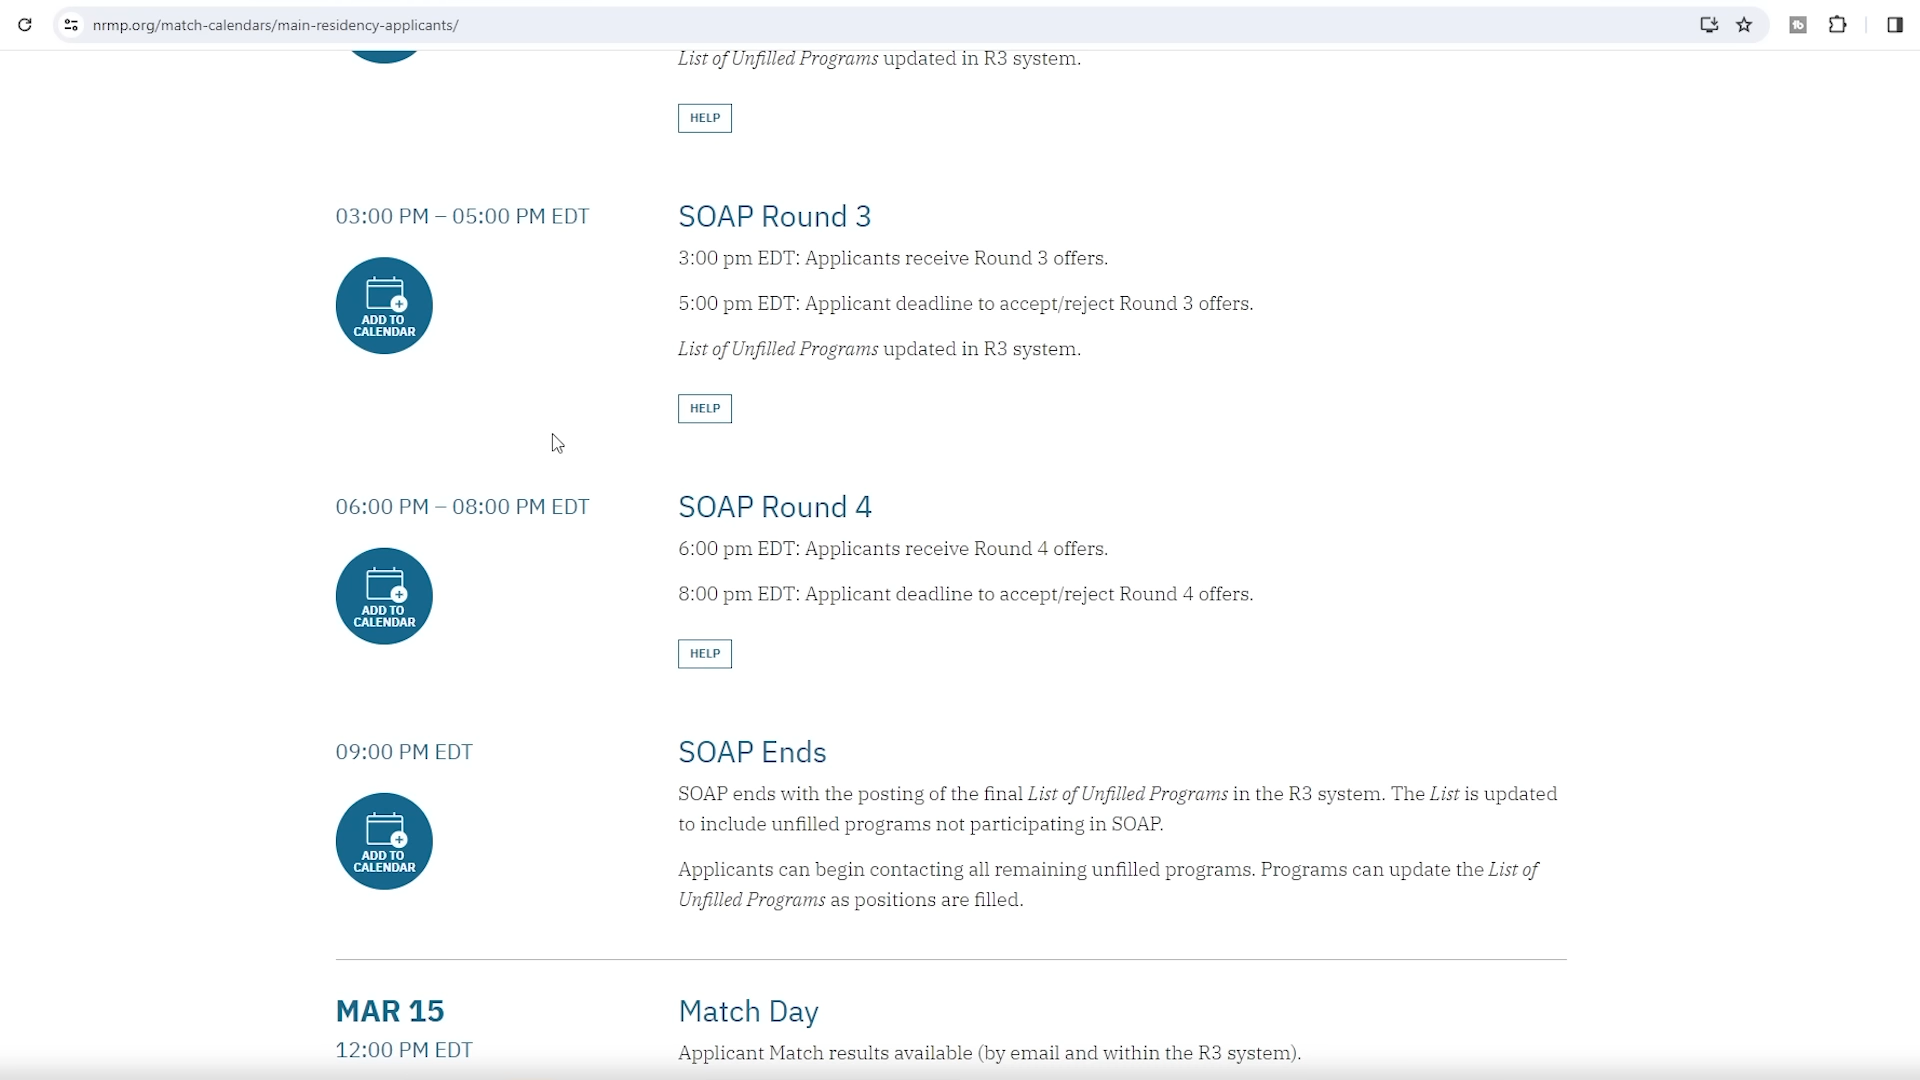 nrmp.org/match-calendars/main-residency-applicants/
List of Unfilled Programs updated in R3 system.
HELP
03:00 PM – 05:00 PM EDT
SOAP Round 3
3:00 pm EDT: Applicants receive Round 3 offers.
ADD TO
CALENDAR
5:00 pm EDT: Applicant deadline to accept/reject Round 3 offers.
List of Unfilled Programs updated in R3 system.
HELP
06:00 PM – 08:00 PM EDT
SOAP Round 4
6:00 pm EDT: Applicants receive Round 4 offers.
ADD TO
CALENDAR
8:00 pm EDT: Applicant deadline to accept/reject Round 4 offers.
HELP
09:00 PM EDT
SOAP Ends
ADD TO
CALENDAR
SOAP ends with the posting of the final List of Unfilled Programs in the R3 system. The List is updated
to include unfilled programs not participating in SOAP.
Applicants can begin contacting all remaining unfilled programs. Programs can update the List of
Unfilled Programs as positions are filled.
MAR 15
12:00 PM EDT
Match Day
Applicant Match results available (by email and within the R3 system).